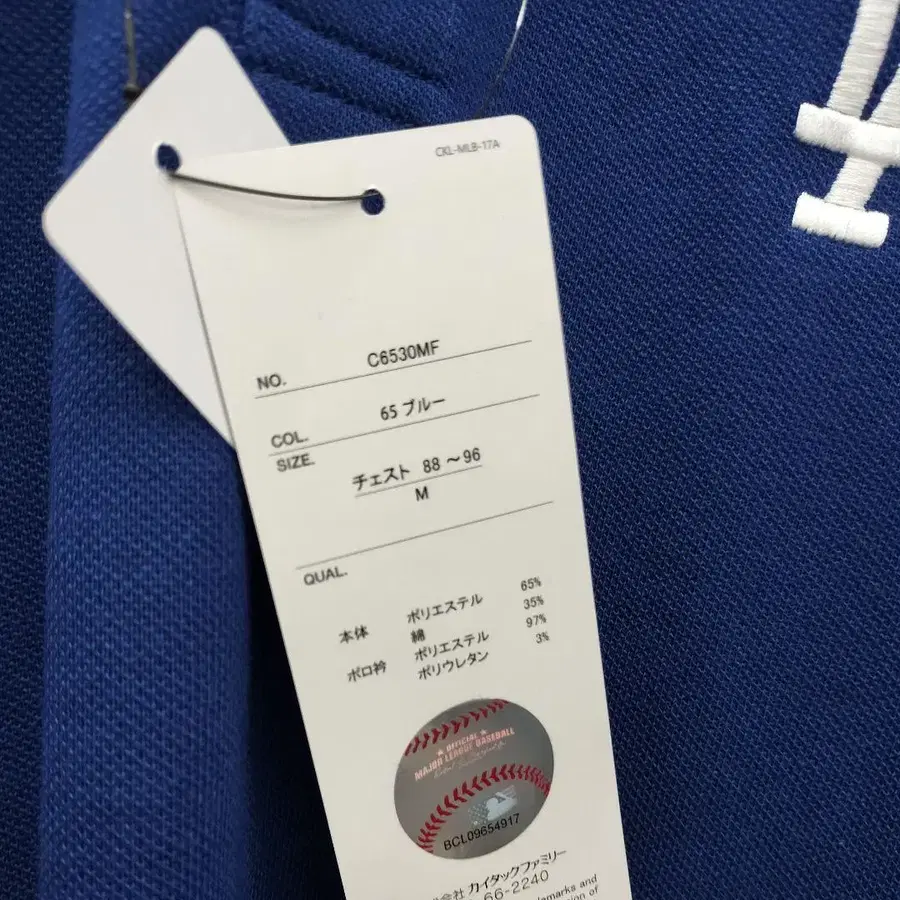 CKL-MLB-17A
NO. C6530MF
COL. 65 ブルー
SIZE.
チェスト 88～96
M
QUAL.
本体 ポリエステル 65%
綿 35%
ポロ衿 ポリエステル 97%
ポリウレタン 3%
OFFICIAL
MAJOR LEAGUE BASEBALL
BCL09654917
カイタックファミリー
66-2240
and
of